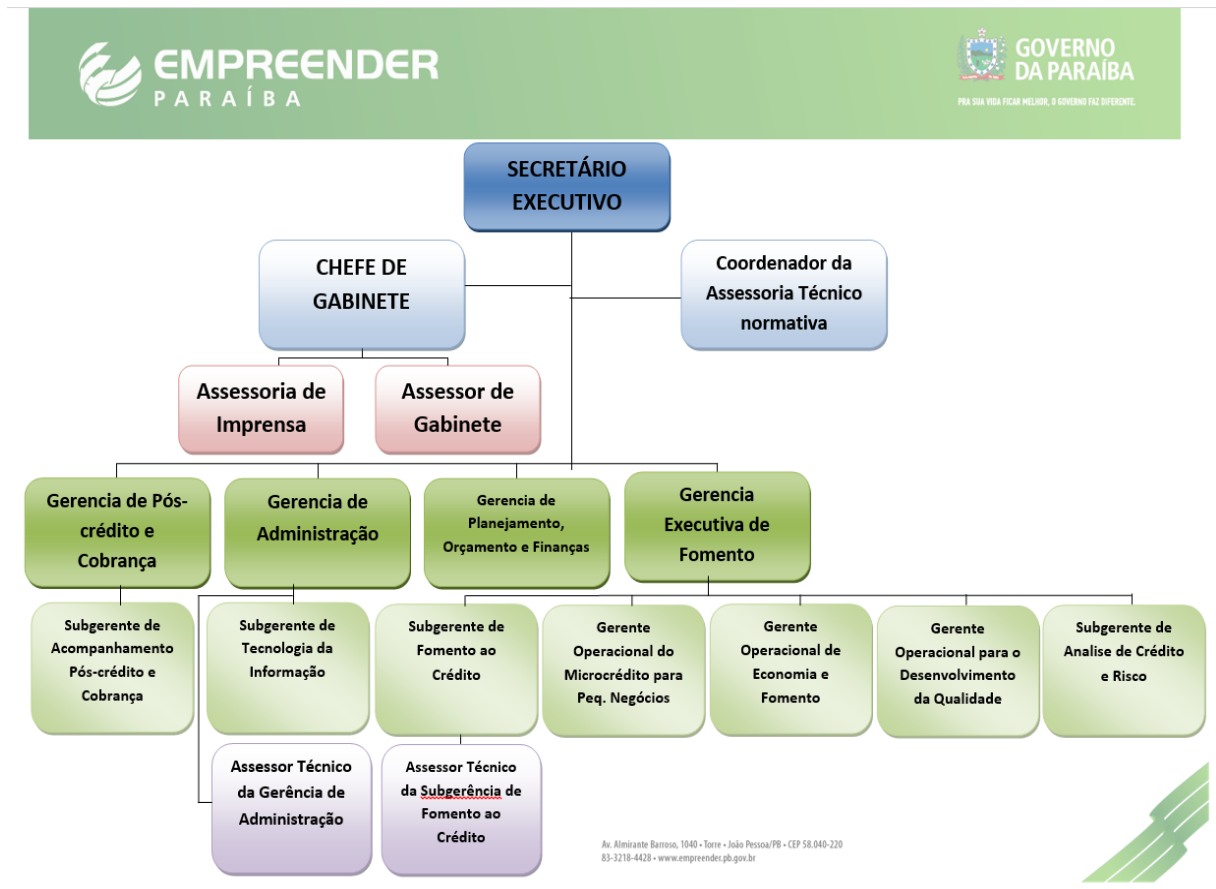 EMPREENDER
PARAÍBA
GOVERNO
DA PARAÍBA
PRA SUA VIDA FICAR MELHOR, O GOVERNO FAZ DIFERENTE.
SECRETÁRIO
EXECUTIVO
CHEFE DE
GABINETE
Coordenador da
Assessoria Técnico
normativa
Assessoria de
Imprensa
Assessor de
Gabinete
Gerencia de Pós-
crédito e
Cobrança
Gerencia de
Administração
Gerencia de
Planejamento,
Orçamento e Finanças
Gerencia
Executiva de
Fomento
Subgerente de
Acompanhamento
Pós-crédito e
Cobrança
Subgerente de
Tecnologia da
Informação
Subgerente de
Fomento ao
Crédito
Gerente
Operacional do
Microcrédito para
Peq. Negócios
Gerente
Operacional de
Economia e
Fomento
Gerente
Operacional para o
Desenvolvimento
da Qualidade
Subgerente de
Analise de Crédito
e Risco
Assessor Técnico
da Gerência de
Administração
Assessor Técnico
da Subgerência de
Fomento ao
Crédito
Av. Almirante Barroso, 1040 • Torre • João Pessoa/PB • CEP 58.040-220
83-3218-4428 • www.empreender.pb.gov.br